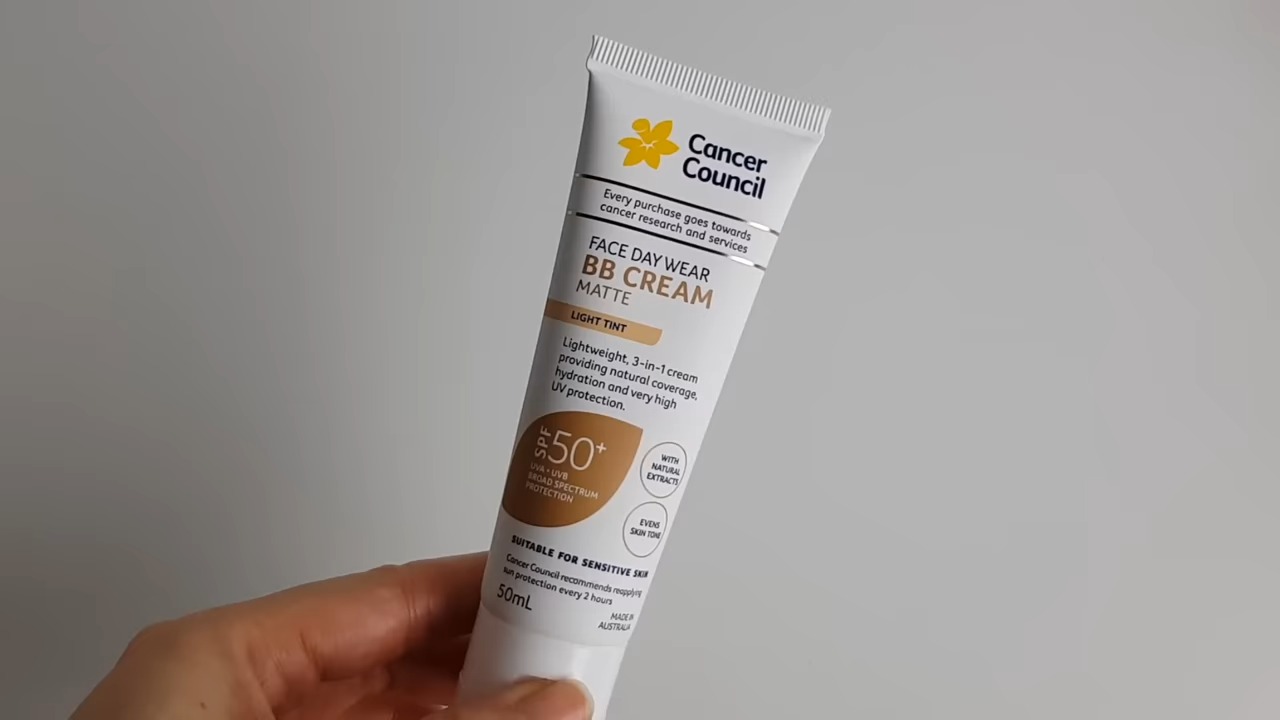 Cancer
Council
Every purchase goes towards
cancer research and services
FACE DAY WEAR
BB CREAM
MATTE
LIGHT TINT
Lightweight, 3-in-1 cream
providing natural coverage,
hydration and very high
UV protection.
SPF 50+
UVA • UVB
BROAD SPECTRUM
PROTECTION
WITH
NATURAL
EXTRACTS
EVENS
SKIN TONE
SUITABLE FOR SENSITIVE SKIN
Cancer Council recommends reapplying
sun protection every 2 hours
50mL
MADE IN
AUSTRALIA